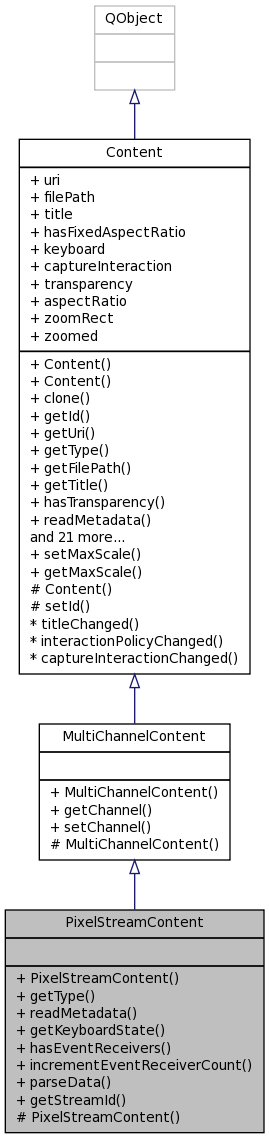 QObject
Content
+ uri
+ filePath
+ title
+ hasFixedAspectRatio
+ keyboard
+ captureInteraction
+ transparency
+ aspectRatio
+ zoomRect
+ zoomed
+ Content()
+ Content()
+ clone()
+ getId()
+ getUri()
+ getType()
+ getFilePath()
+ getTitle()
+ hasTransparency()
+ readMetadata()
and 21 more...
+ setMaxScale()
+ getMaxScale()
# Content()
# setId()
* titleChanged()
* interactionPolicyChanged()
* captureInteractionChanged()
MultiChannelContent
+ MultiChannelContent()
+ getChannel()
+ setChannel()
# MultiChannelContent()
PixelStreamContent
+ PixelStreamContent()
+ getType()
+ readMetadata()
+ getKeyboardState()
+ hasEventReceivers()
+ incrementEventReceiverCount()
+ parseData()
+ getStreamId()
# PixelStreamContent()